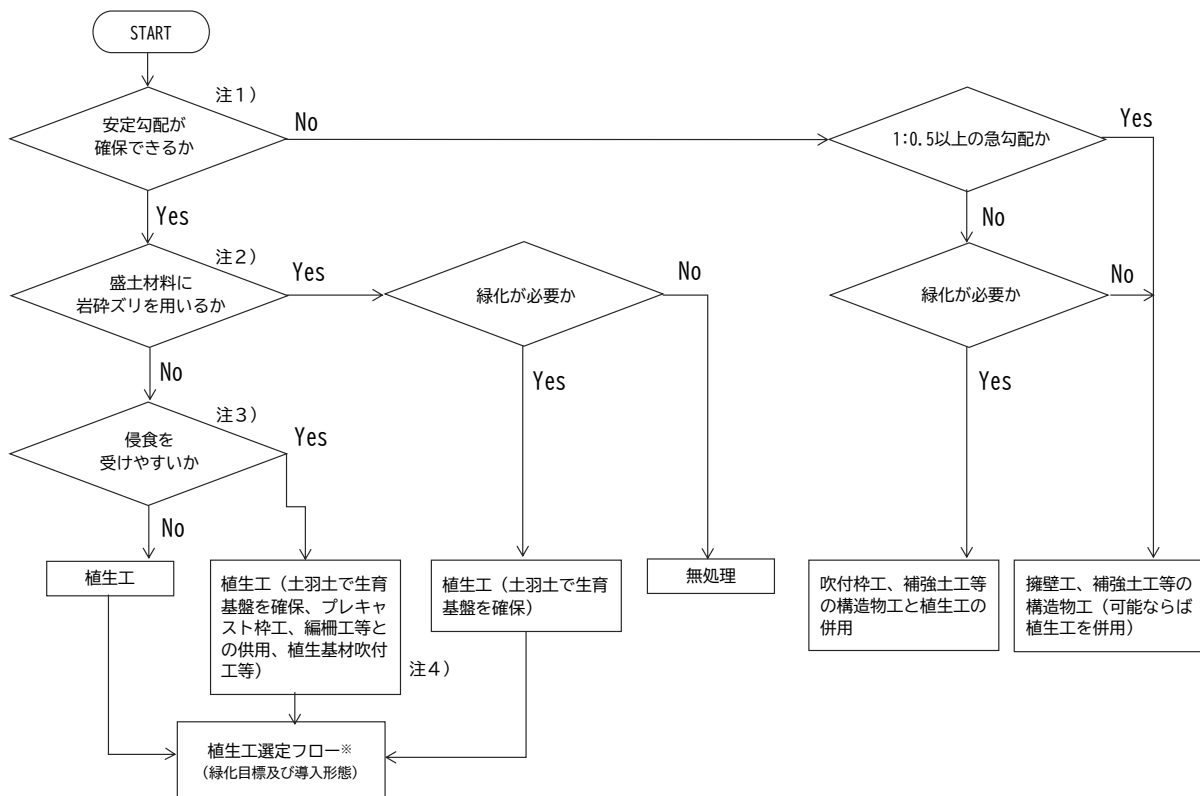 START
注1)
安定勾配が
確保できるか
No
1:0.5以上の急勾配か
Yes
Yes
No
注2)
盛土材料に
岩砕ズリを用いるか
Yes
緑化が必要か
No
緑化が必要か
No
No
Yes
Yes
注3)
侵食を
受けやすいか
Yes
No
植生工
植生工(土羽土で生育
基盤を確保、プレキャ
スト枠工、編柵工等と
の供用、植生基材吹付
工等)
注4)
植生工(土羽土で生育
基盤を確保)
無処理
吹付枠工、補強土工等
の構造物工と植生工の
併用
擁壁工、補強土工等の
構造物工(可能ならば
植生工を併用)
植生工選定フロー※
(緑化目標及び導入形態)